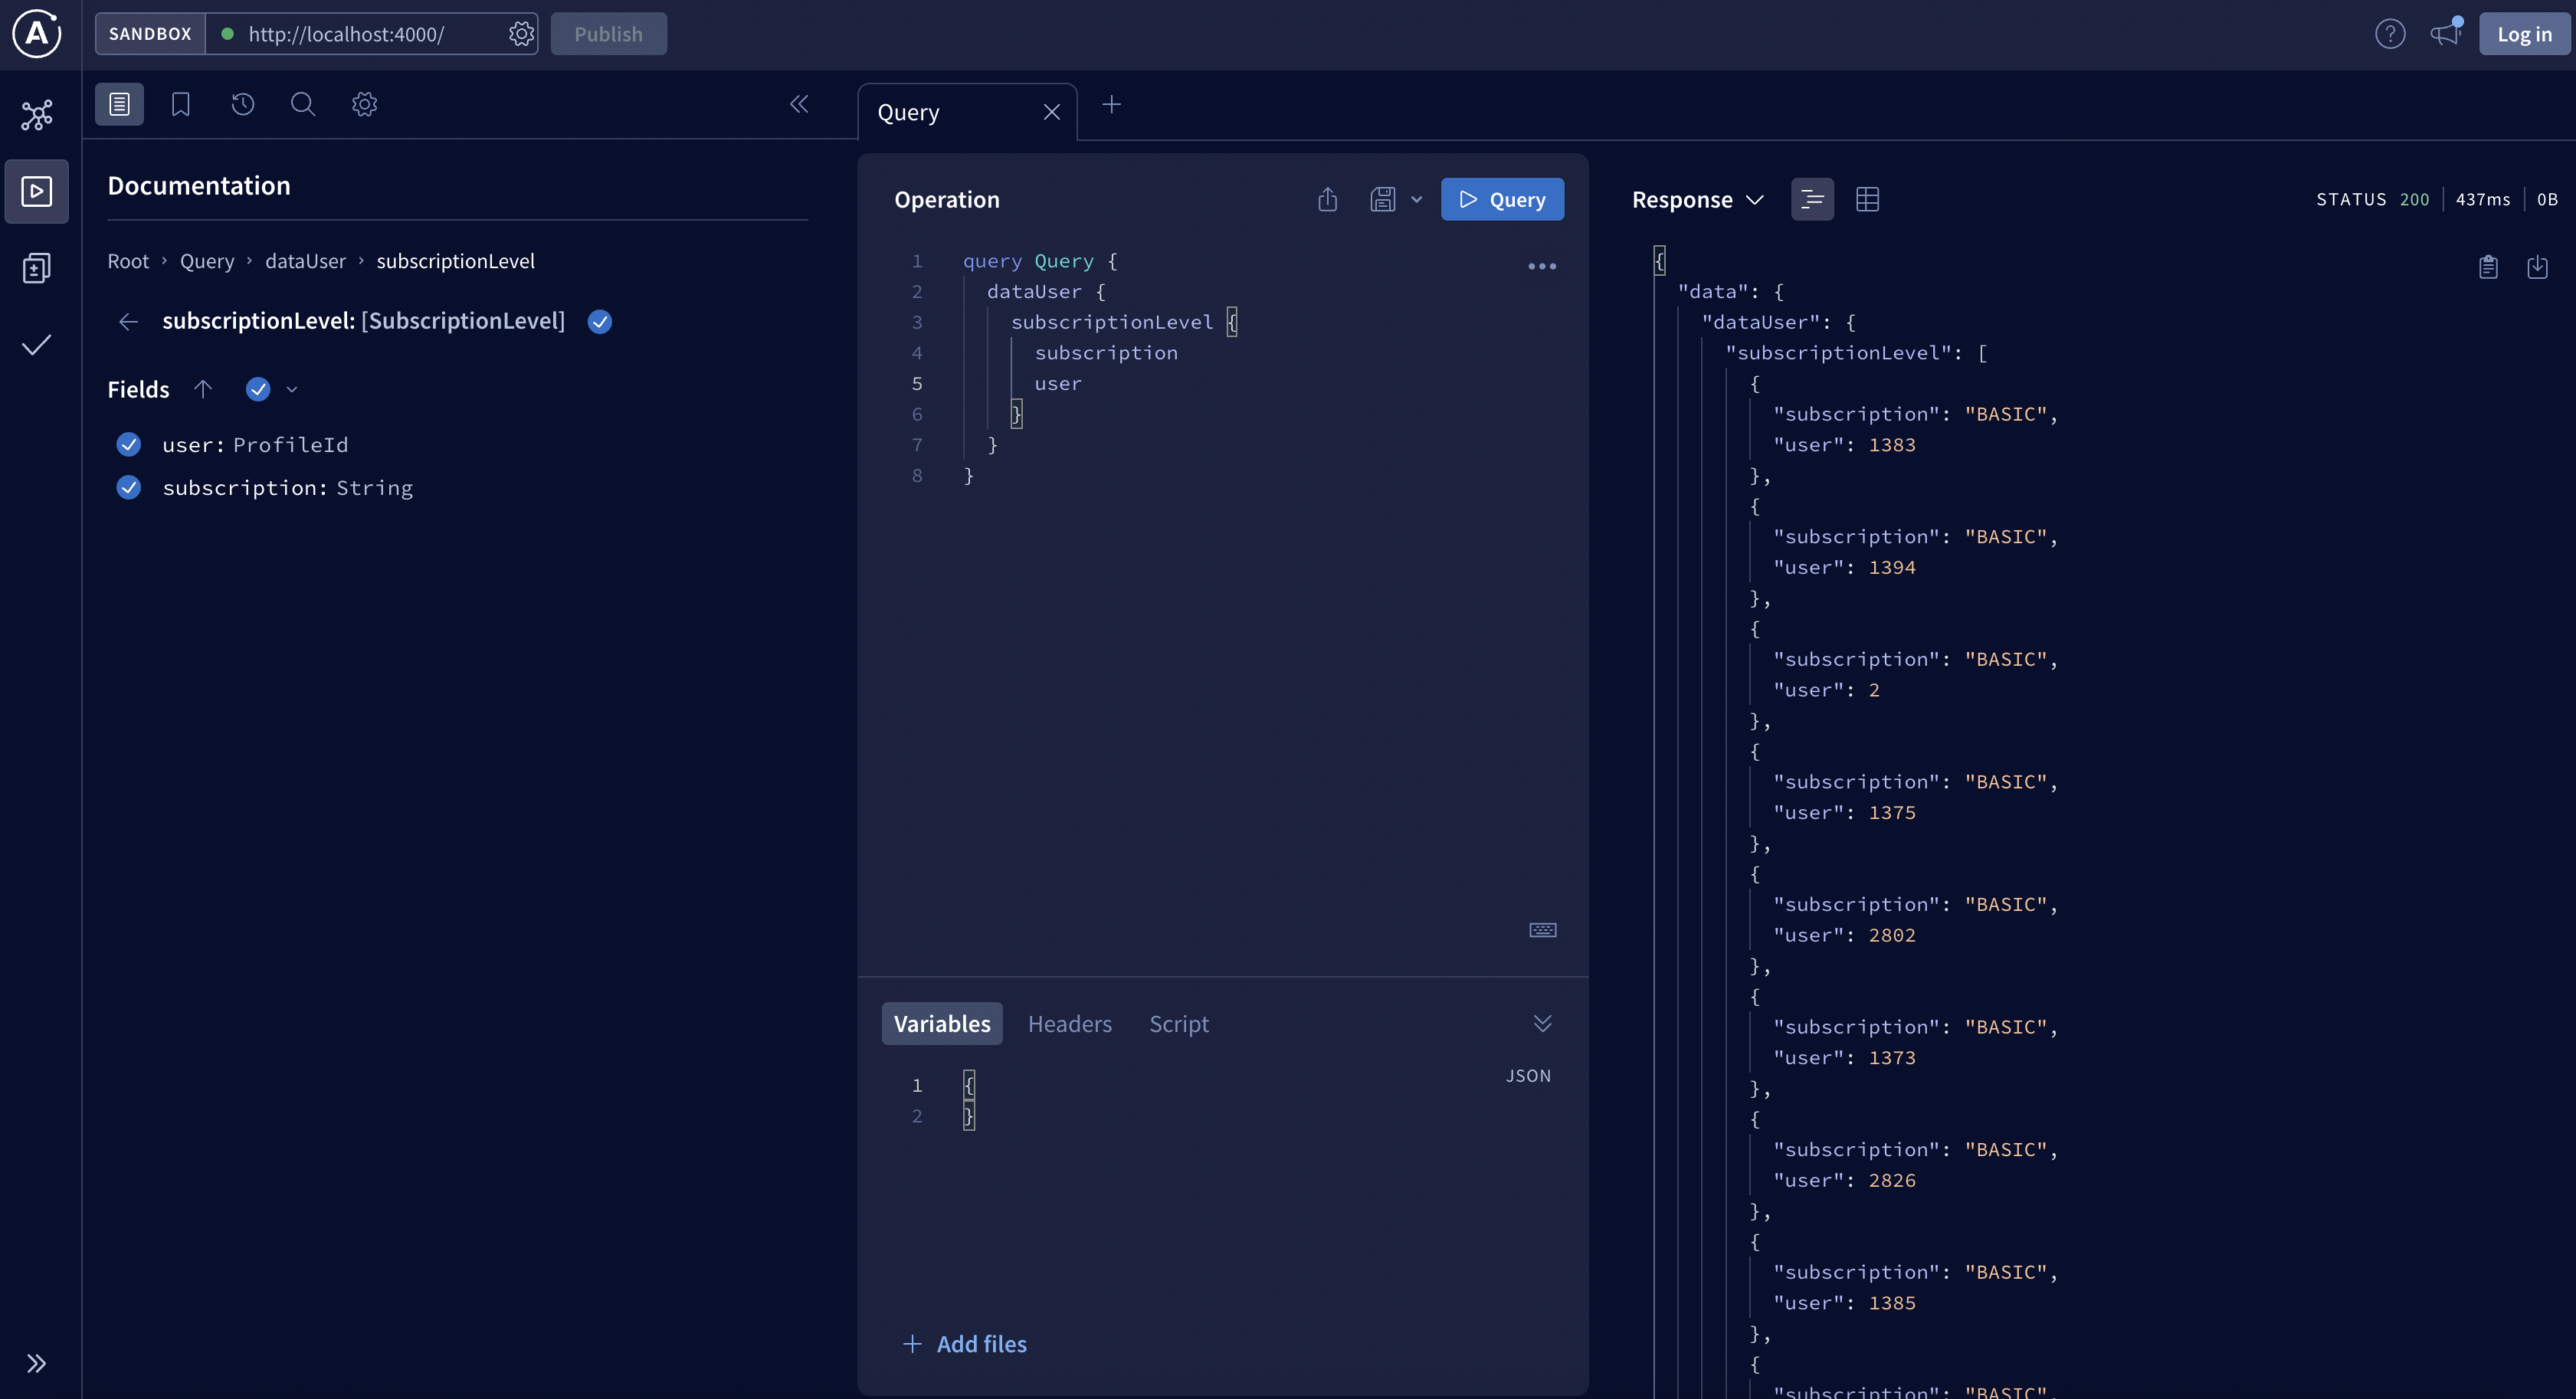 SANDBOX http://localhost:4000/ Publish Log in
Query
Documentation
Root › Query › dataUser › subscriptionLevel
subscriptionLevel: [SubscriptionLevel]
Fields
user: ProfileId
subscription: String
Operation
Query
1 query Query {
2 dataUser {
3 subscriptionLevel {
4 subscription
5 user
6 }
7 }
8 }
Variables Headers Script
JSON
1 {
2 }
+ Add files
Response
STATUS 200 437ms 0B
{
"data": {
"dataUser": {
"subscriptionLevel": [
{
"subscription": "BASIC",
"user": 1383
},
{
"subscription": "BASIC",
"user": 1394
},
{
"subscription": "BASIC",
"user": 2
},
{
"subscription": "BASIC",
"user": 1375
},
{
"subscription": "BASIC",
"user": 2802
},
{
"subscription": "BASIC",
"user": 1373
},
{
"subscription": "BASIC",
"user": 2826
},
{
"subscription": "BASIC",
"user": 1385
},
{
"subscription": "BASIC",